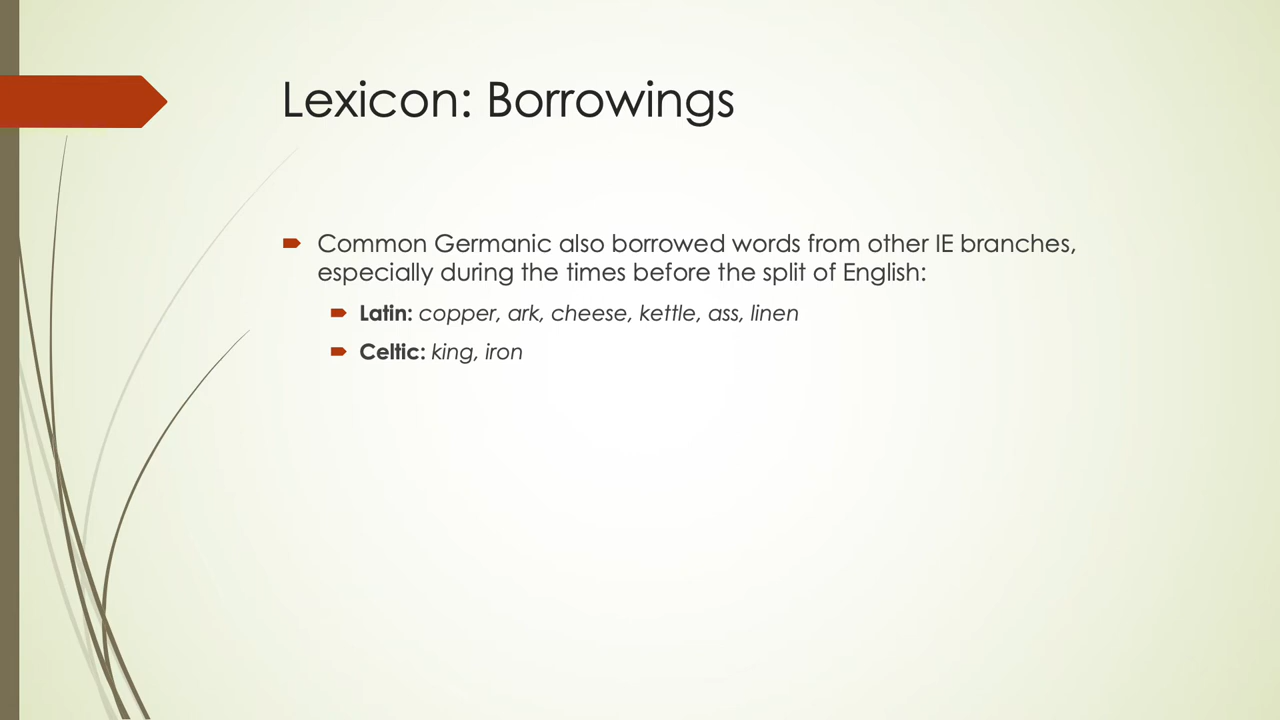 Lexicon: Borrowings
Common Germanic also borrowed words from other IE branches,
especially during the times before the split of English:
Latin: copper, ark, cheese, kettle, ass, linen
Celtic: king, iron